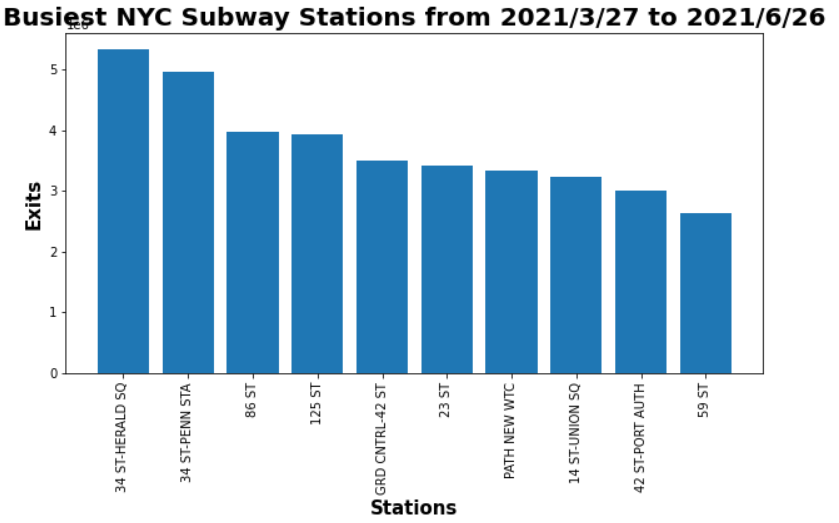 Busiest NYC Subway Stations from 2021/3/27 to 2021/6/26
1e6
5
4
3
2
1
0
Exits
34 ST-HERALD SQ
34 ST-PENN STA
86 ST
125 ST
GRD CNTRL-42 ST
23 ST
PATH NEW WTC
14 ST-UNION SQ
42 ST-PORT AUTH
59 ST
Stations